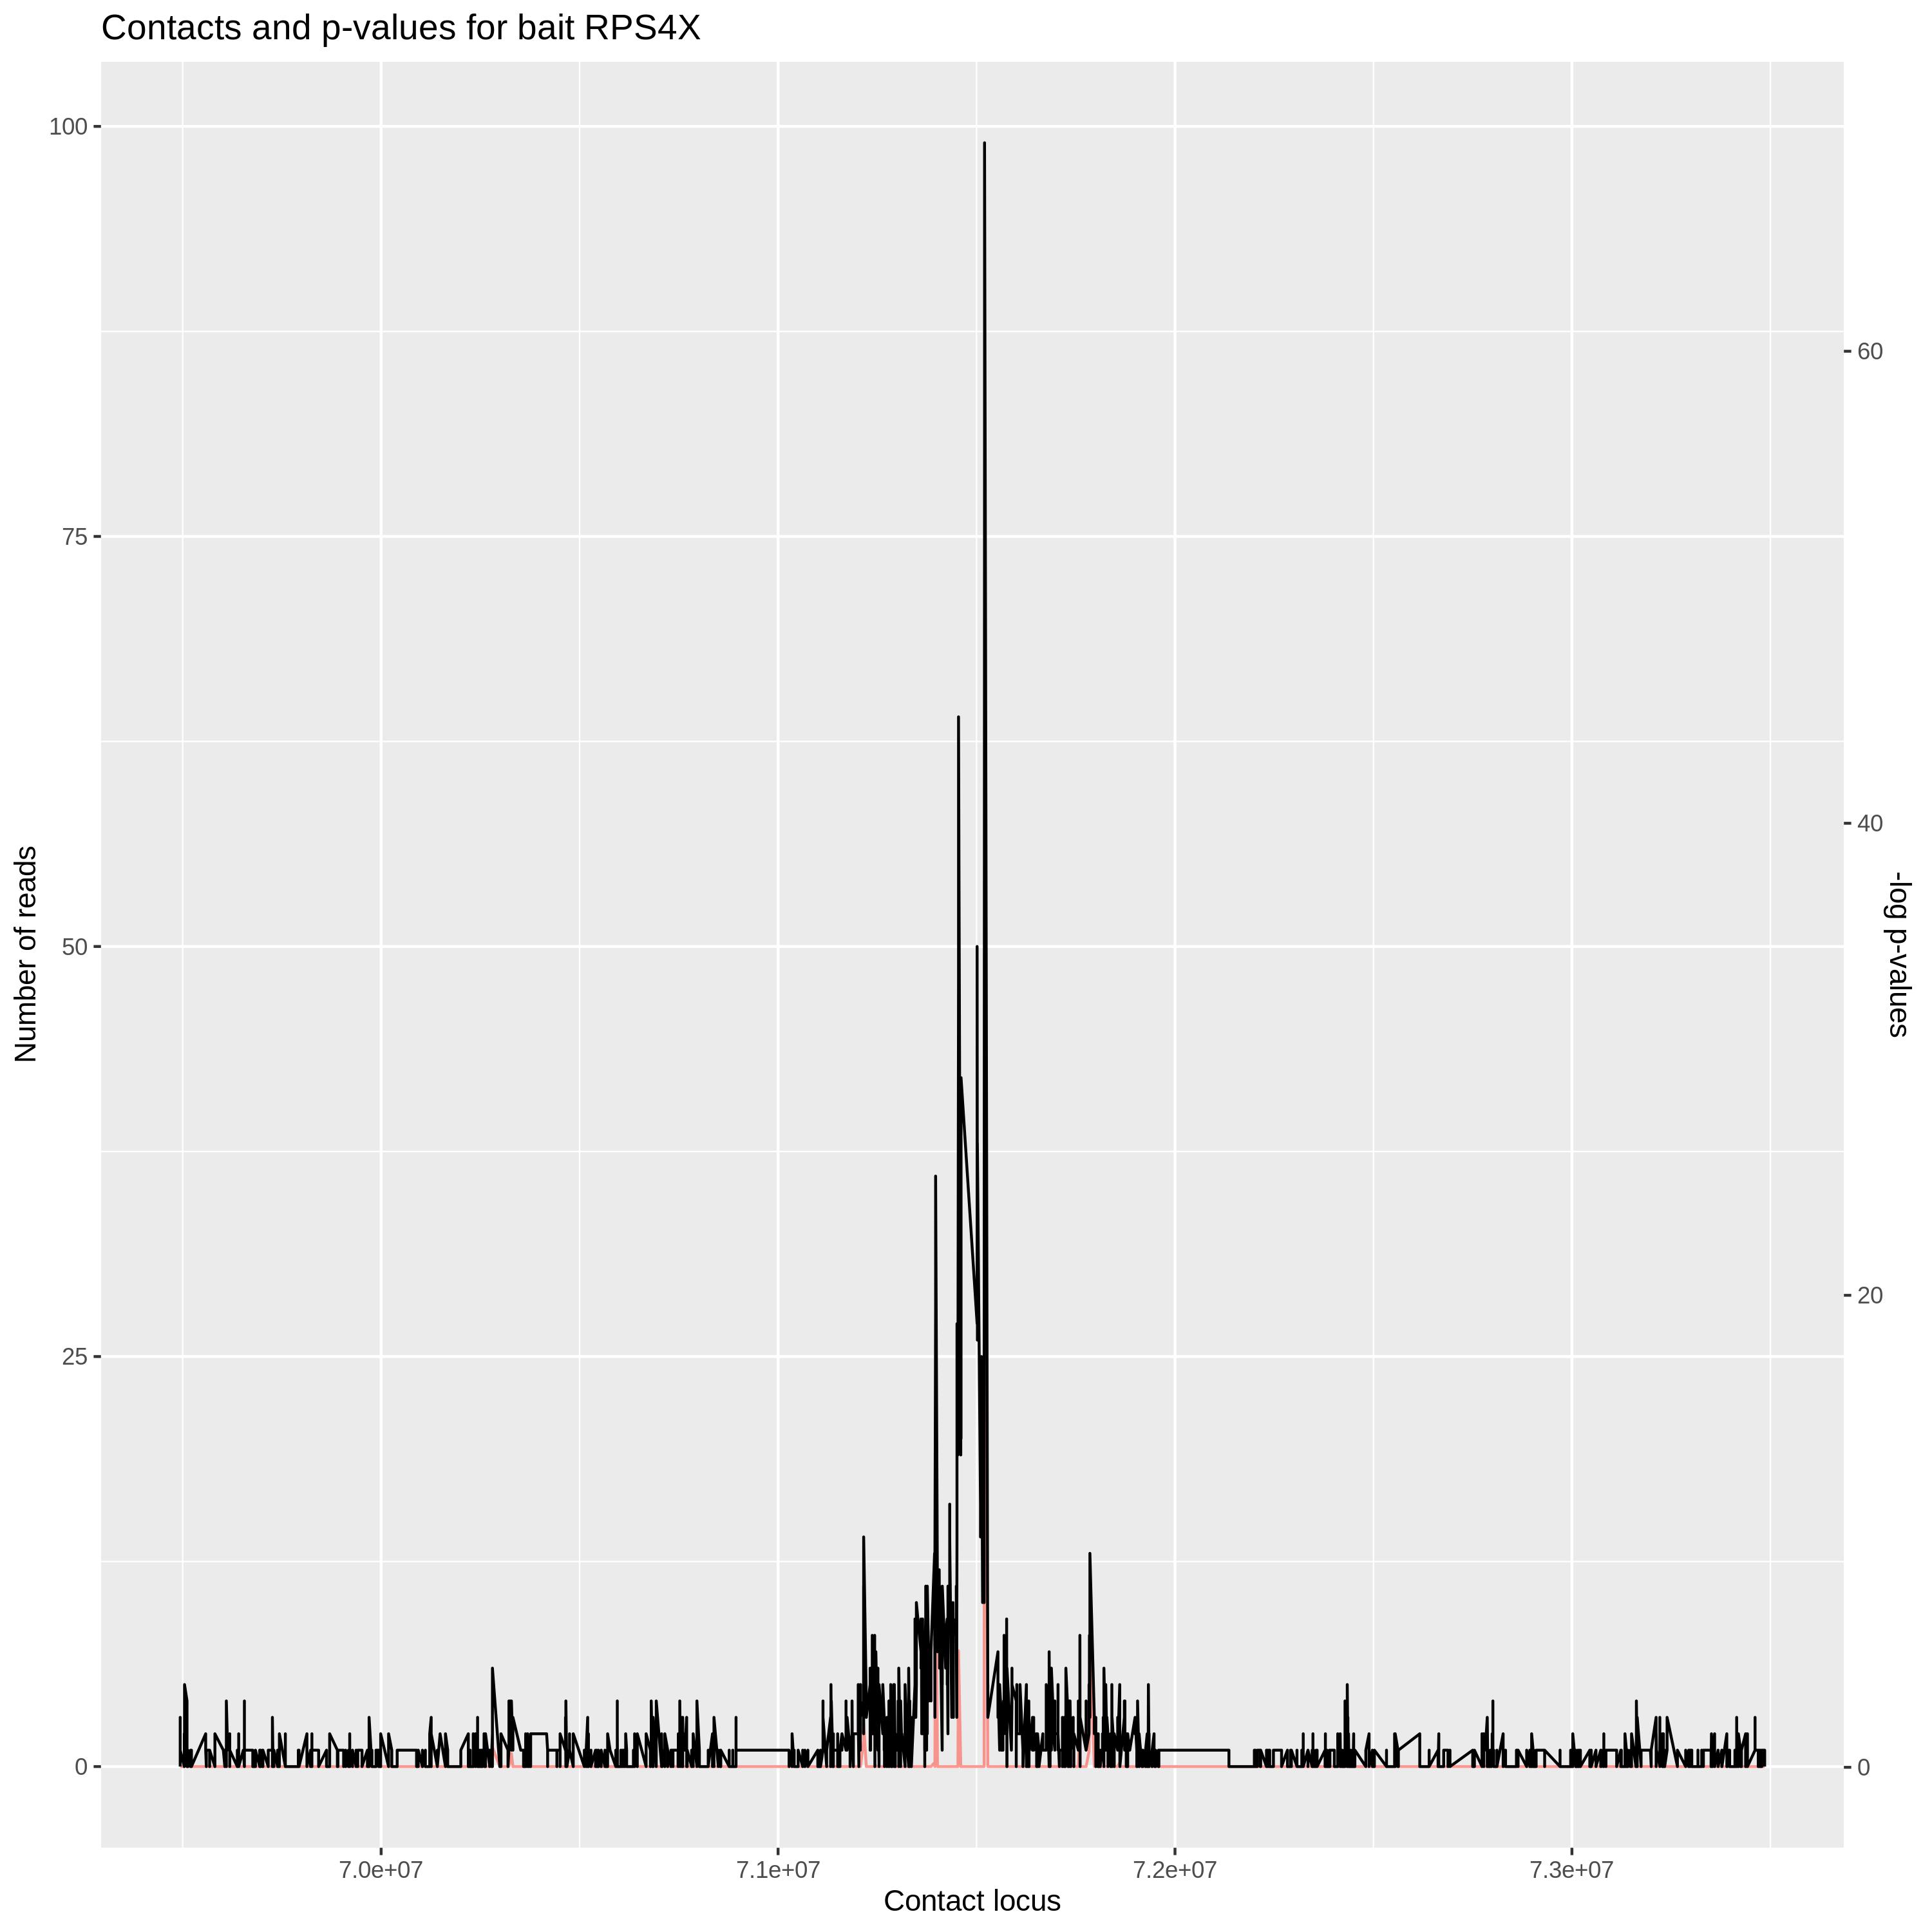 Contacts and p-values for bait RPS4X
100
75
50
25
0
Number of reads
60
40
20
0
-log p-values
7.0e+07
7.1e+07
7.2e+07
7.3e+07
Contact locus